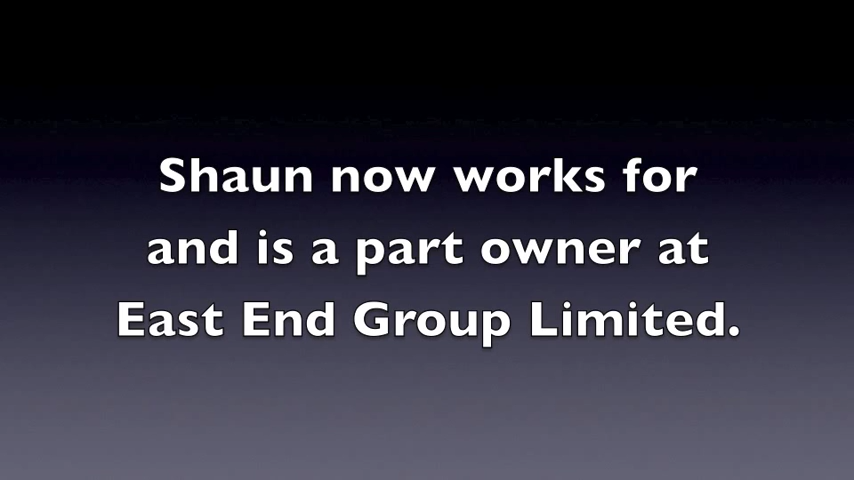 Shaun now works for
and is a part owner at
East End Group Limited.